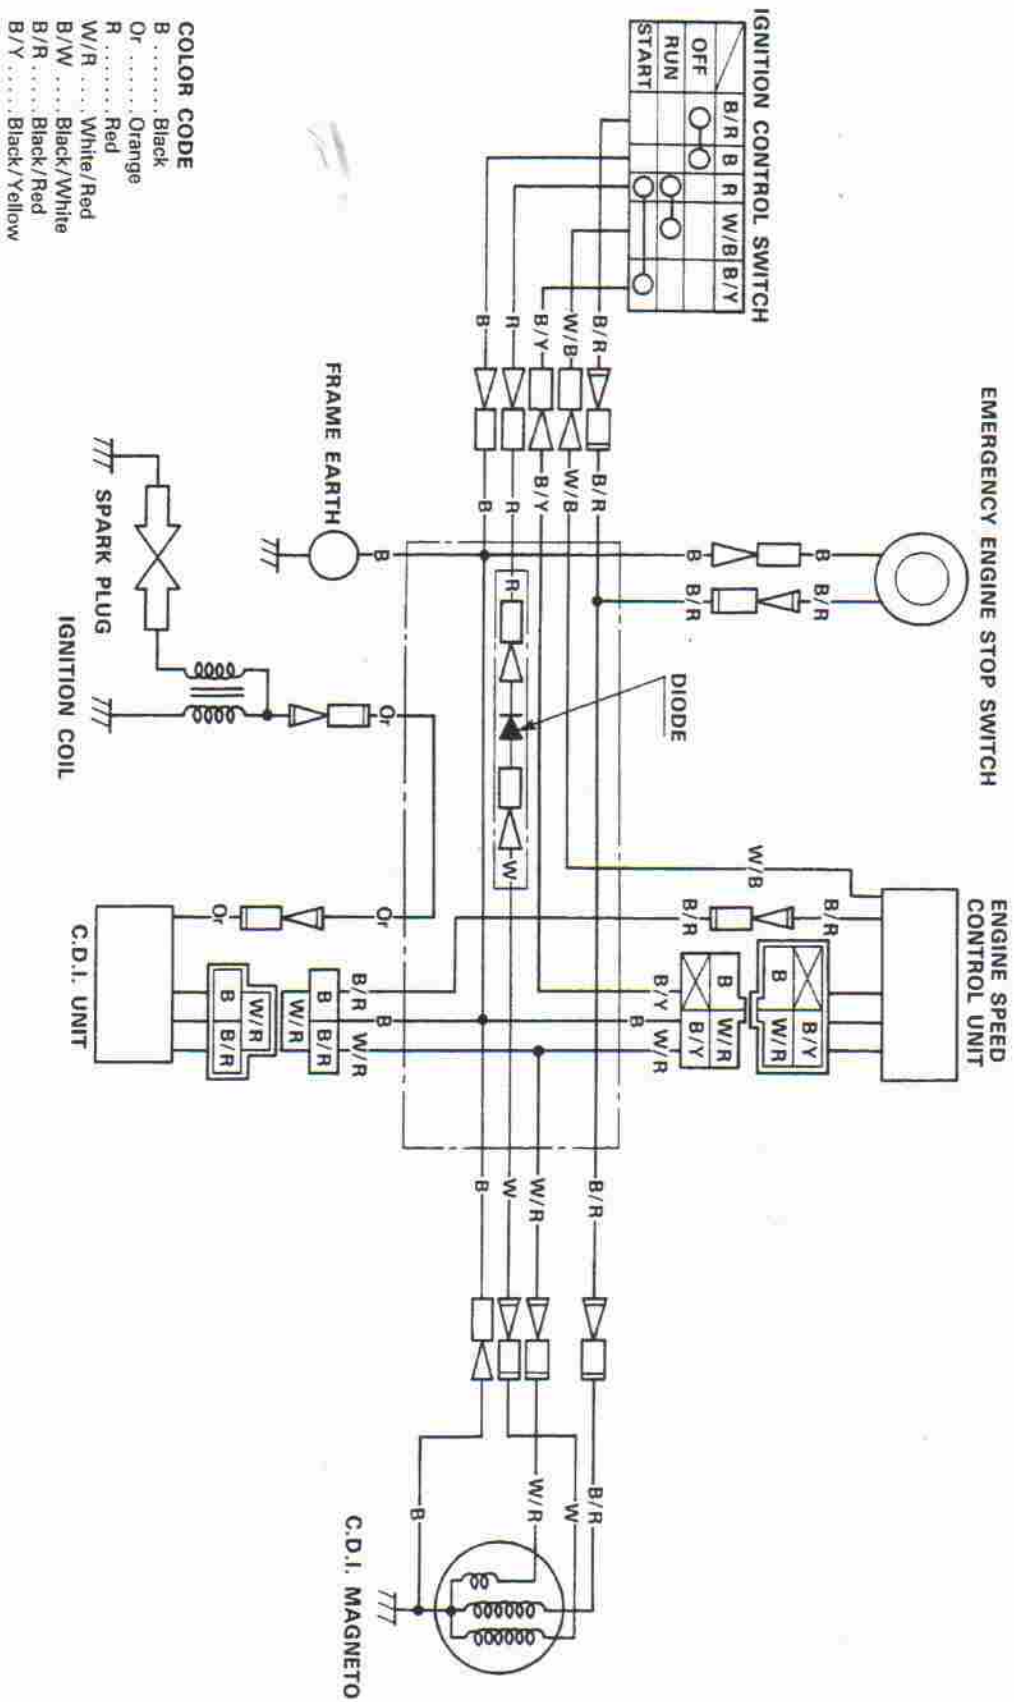 IGNITION CONTROL SWITCH
B/R B R W/B B/Y
OFF
RUN
START
EMERGENCY ENGINE STOP SWITCH
ENGINE SPEED
CONTROL UNIT
B B/R
B B/R
W/B
B/R
B/R
B B/Y
W/R
B W/R
B/Y
B/Y B W/R
DIODE
B/R B/R B/R B/R
W/B W/B
B/Y B/Y W/R W/R
R R R W W W
B B B B
FRAME EARTH
B
C.D.I. MAGNETO
Or
Or
Or
B/R B W/R
B B/R
W/R
W/R
B B/R
SPARK PLUG
IGNITION COIL
C.D.I. UNIT
COLOR CODE
B ........ Black
Or ....... Orange
R ....... Red
W/R .... White/Red
B/W .... Black/White
B/R ..... Black/Red
B/Y ..... Black/Yellow